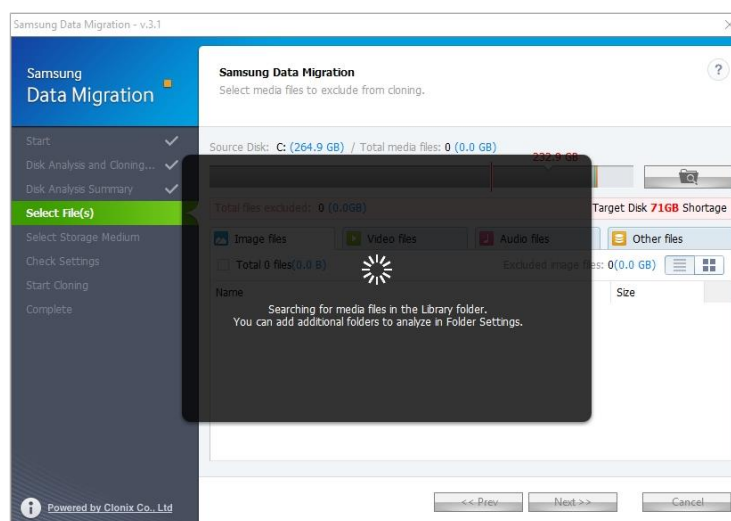 Samsung Data Migration - v.3.1
Samsung
Data Migration
Samsung Data Migration
Select media files to exclude from cloning.
?
Start
Disk Analysis and Cloning...
Disk Analysis Summary
Select File(s)
Select Storage Medium
Check Settings
Start Cloning
Complete
Source Disk: C: (264.9 GB) / Total media files: 0 (0.0 GB)
232.9 GB
Total files excluded: 0 (0.0GB)
Target Disk 71GB Shortage
Image files
Video files
Audio files
Other files
Total 0 files(0.0 B)
Excluded image files: 0(0.0 GB)
Name
Size
Searching for media files in the Library folder.
You can add additional folders to analyze in Folder Settings.
Powered by Clonix Co., Ltd
<< Prev
Next >>
Cancel